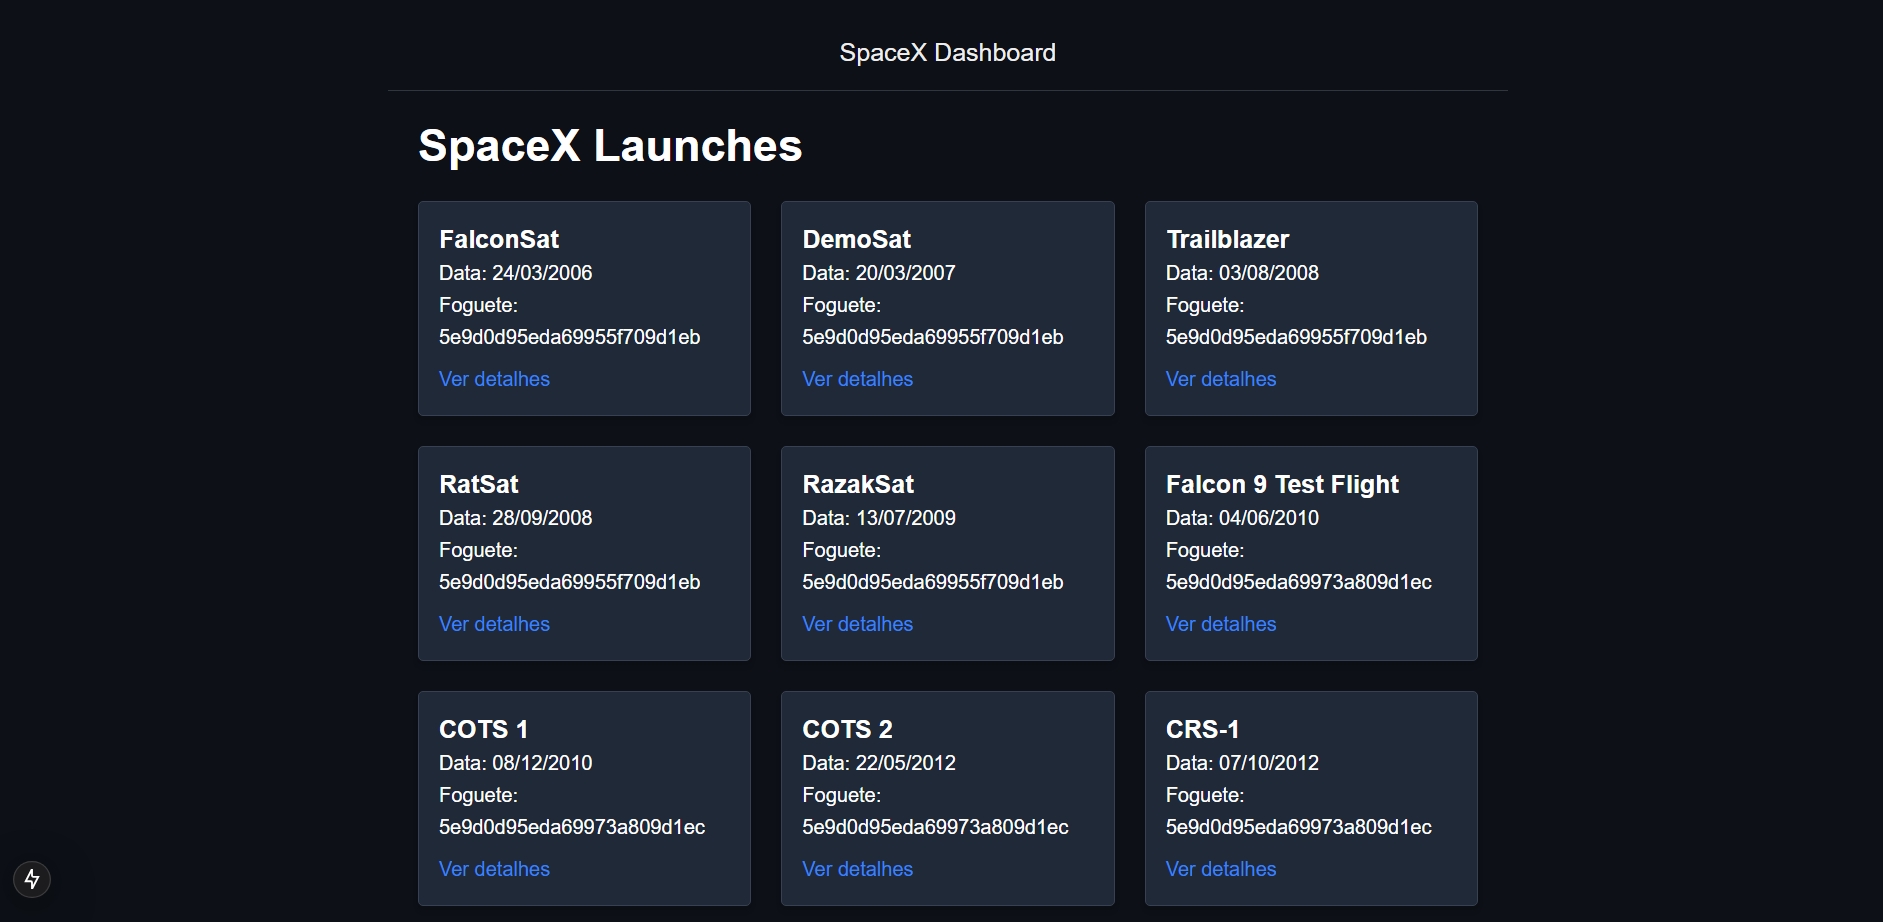 SpaceX Dashboard
SpaceX Launches
FalconSat
Data: 24/03/2006
Foguete:
5e9d0d95eda69955f709d1eb
Ver detalhes
DemoSat
Data: 20/03/2007
Foguete:
5e9d0d95eda69955f709d1eb
Ver detalhes
Trailblazer
Data: 03/08/2008
Foguete:
5e9d0d95eda69955f709d1eb
Ver detalhes
RatSat
Data: 28/09/2008
Foguete:
5e9d0d95eda69955f709d1eb
Ver detalhes
RazakSat
Data: 13/07/2009
Foguete:
5e9d0d95eda69955f709d1eb
Ver detalhes
Falcon 9 Test Flight
Data: 04/06/2010
Foguete:
5e9d0d95eda69973a809d1ec
Ver detalhes
COTS 1
Data: 08/12/2010
Foguete:
5e9d0d95eda69973a809d1ec
Ver detalhes
COTS 2
Data: 22/05/2012
Foguete:
5e9d0d95eda69973a809d1ec
Ver detalhes
CRS-1
Data: 07/10/2012
Foguete:
5e9d0d95eda69973a809d1ec
Ver detalhes